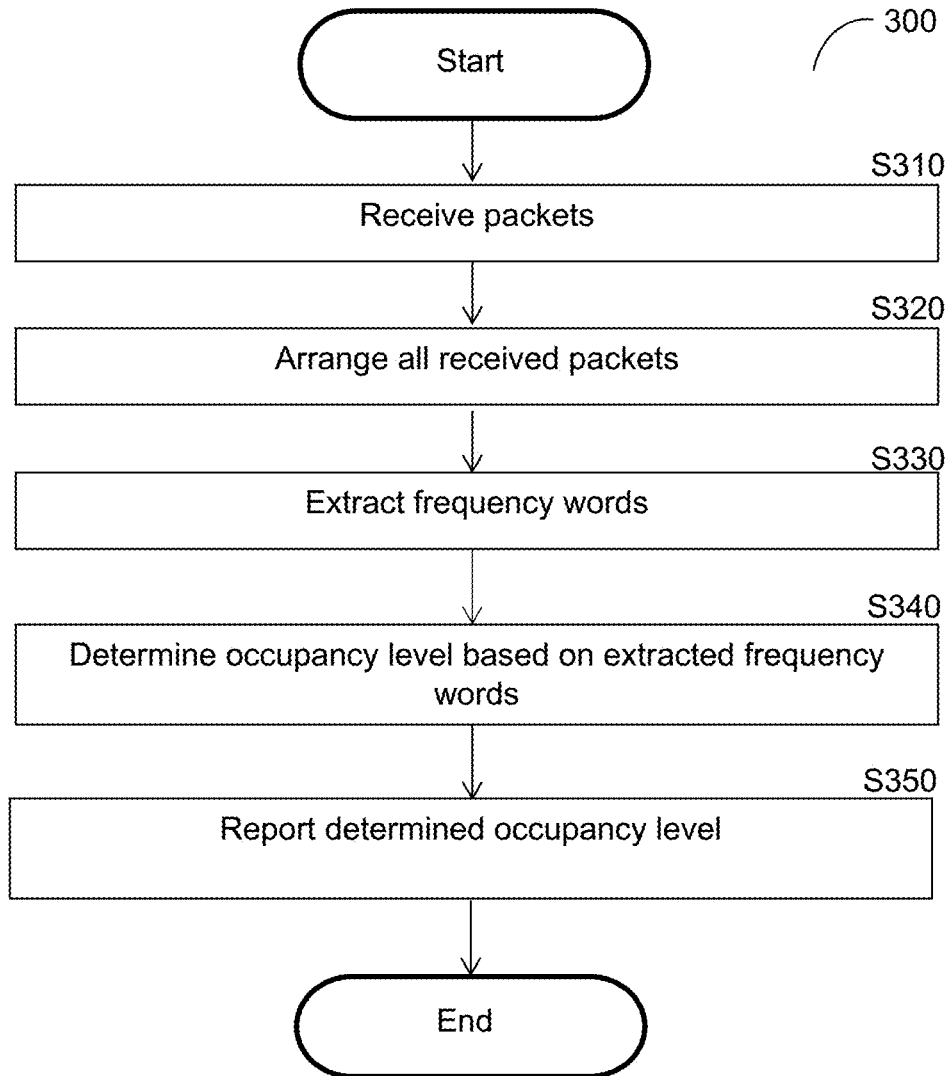 300
Start
S310
Receive packets
S320
Arrange all received packets
S330
Extract frequency words
S340
Determine occupancy level based on extracted frequency
words
S350
Report determined occupancy level
End